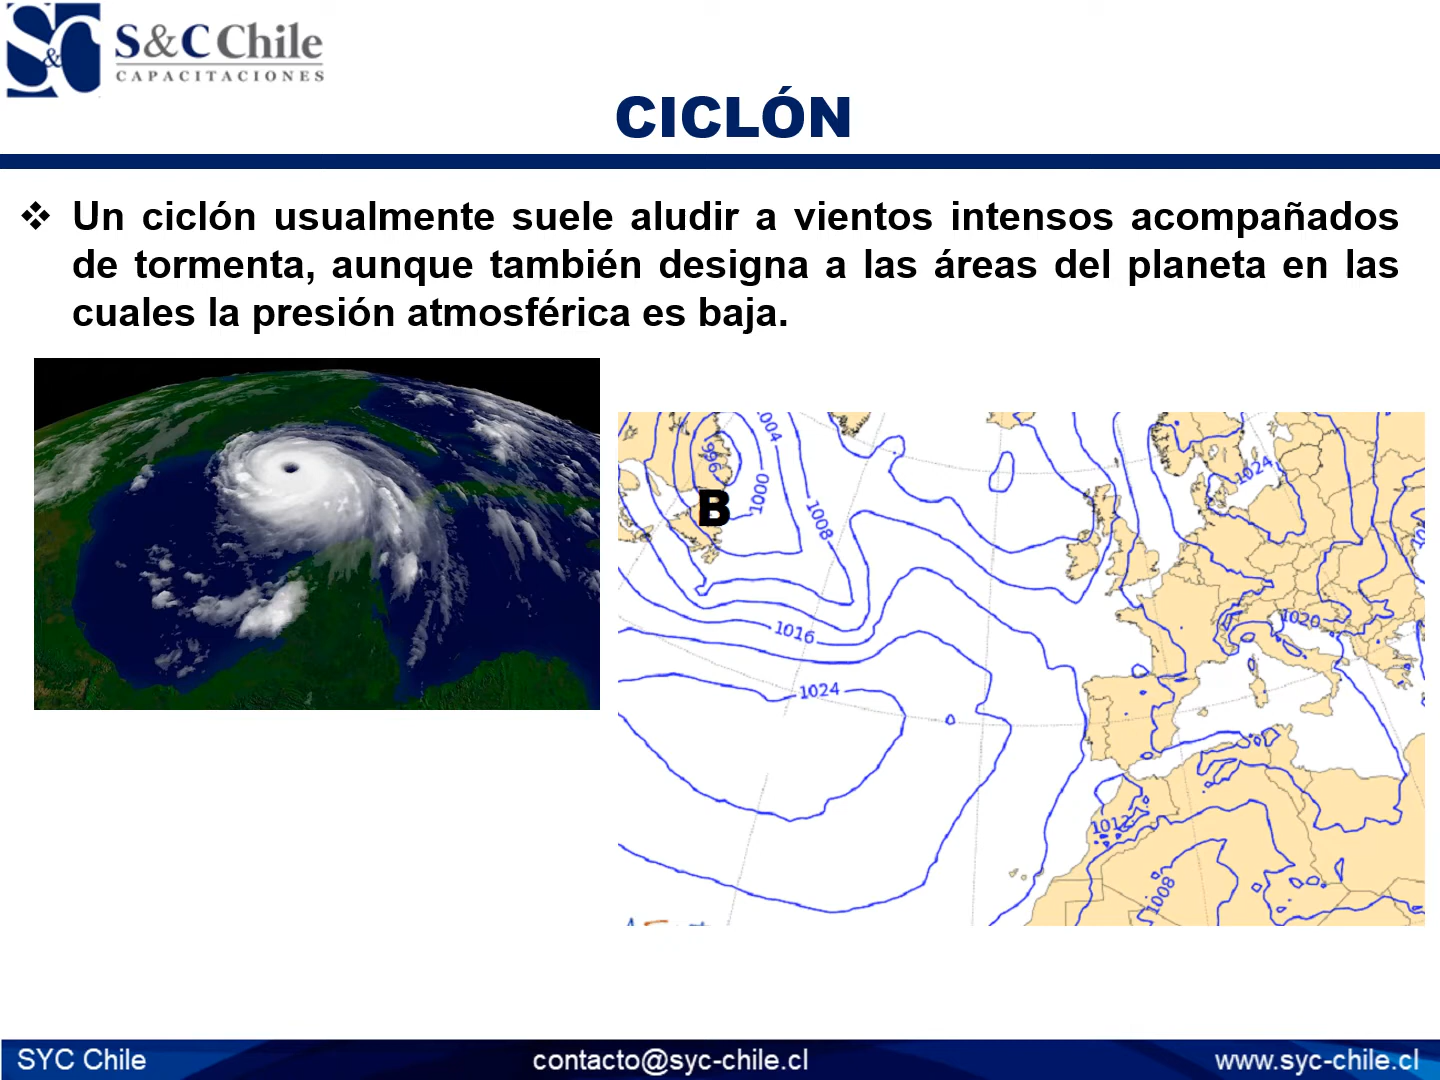 S&C Chile
CAPACITACIONES
CICLÓN
❖ Un ciclón usualmente suele aludir a vientos intensos acompañados
de tormenta, aunque también designa a las áreas del planeta en las
cuales la presión atmosférica es baja.
1004
996
1000
B
1008
1024
1016
1020
1024
1012
1008
SYC Chile
contacto@syc-chile.cl
www.syc-chile.cl